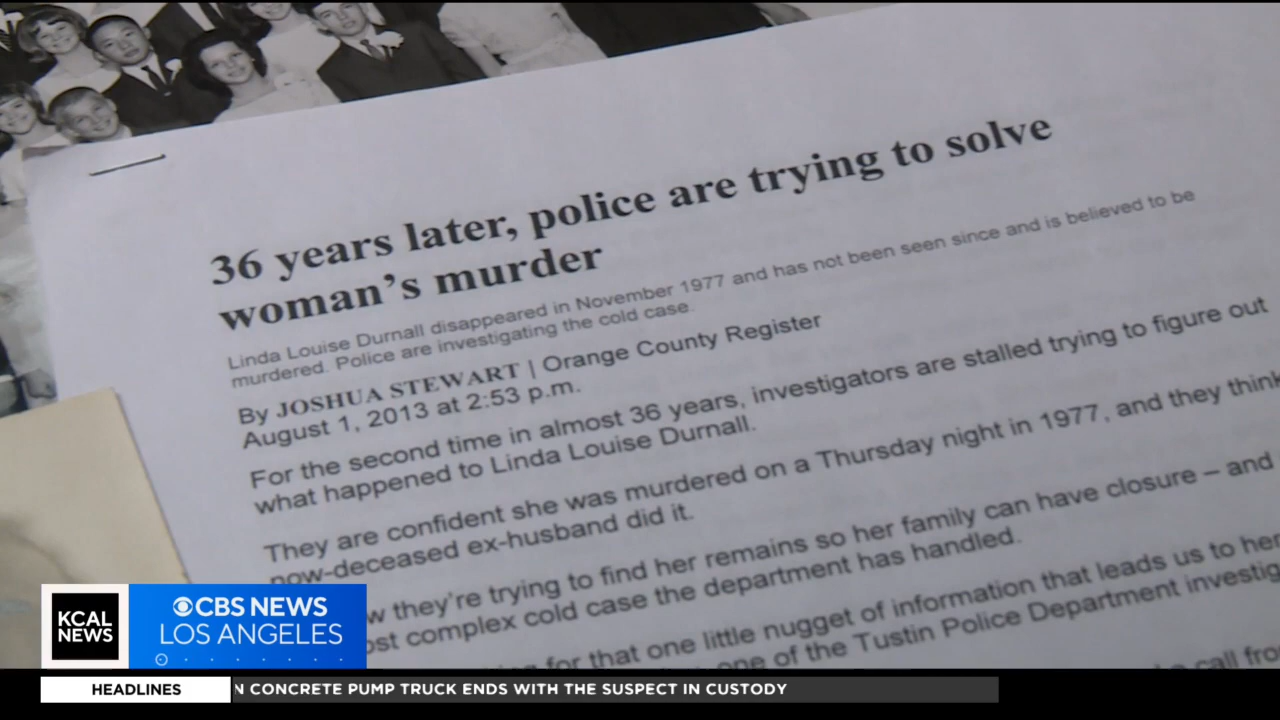 36 years later, police are trying to solve
woman's murder
Linda Louise Durnall disappeared in November 1977 and has not been seen since and is believed to be
murdered. Police are investigating the cold case.
By JOSHUA STEWART | Orange County Register
August 1, 2013 at 2:53 p.m.
For the second time in almost 36 years, investigators are stalled trying to figure out
what happened to Linda Louise Durnall.
They are confident she was murdered on a Thursday night in 1977, and they think
now-deceased ex-husband did it.
w they're trying to find her remains so her family can have closure – and
ost complex cold case the department has handled.
for that one little nugget of information that leads us to her
one of the Tustin Police Department investig
call from
KCAL
NEWS
CBS NEWS
LOS ANGELES
HEADLINES
N CONCRETE PUMP TRUCK ENDS WITH THE SUSPECT IN CUSTODY